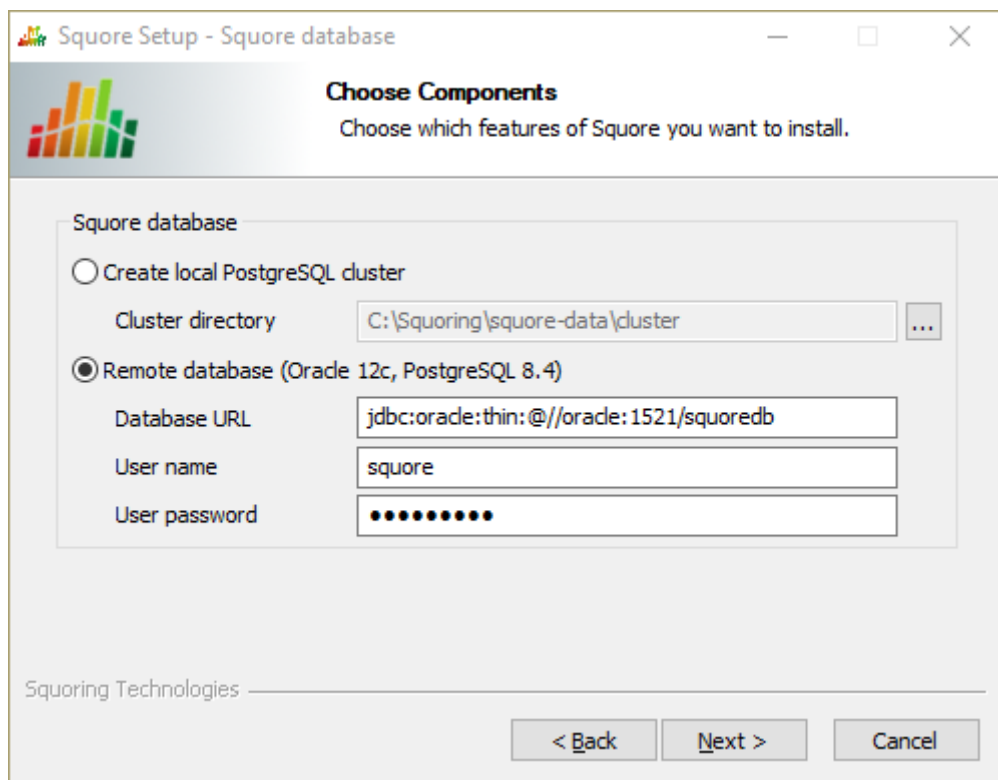 Squore Setup - Squore database
Choose Components
Choose which features of Squore you want to install.
Squore database
Create local PostgreSQL cluster
Cluster directory C:\Squoring\squore-data\cluster ...
Remote database (Oracle 12c, PostgreSQL 8.4)
Database URL jdbc:oracle:thin:@//oracle:1521/squoredb
User name squore
User password •••••••••
Squoring Technologies
< Back Next > Cancel